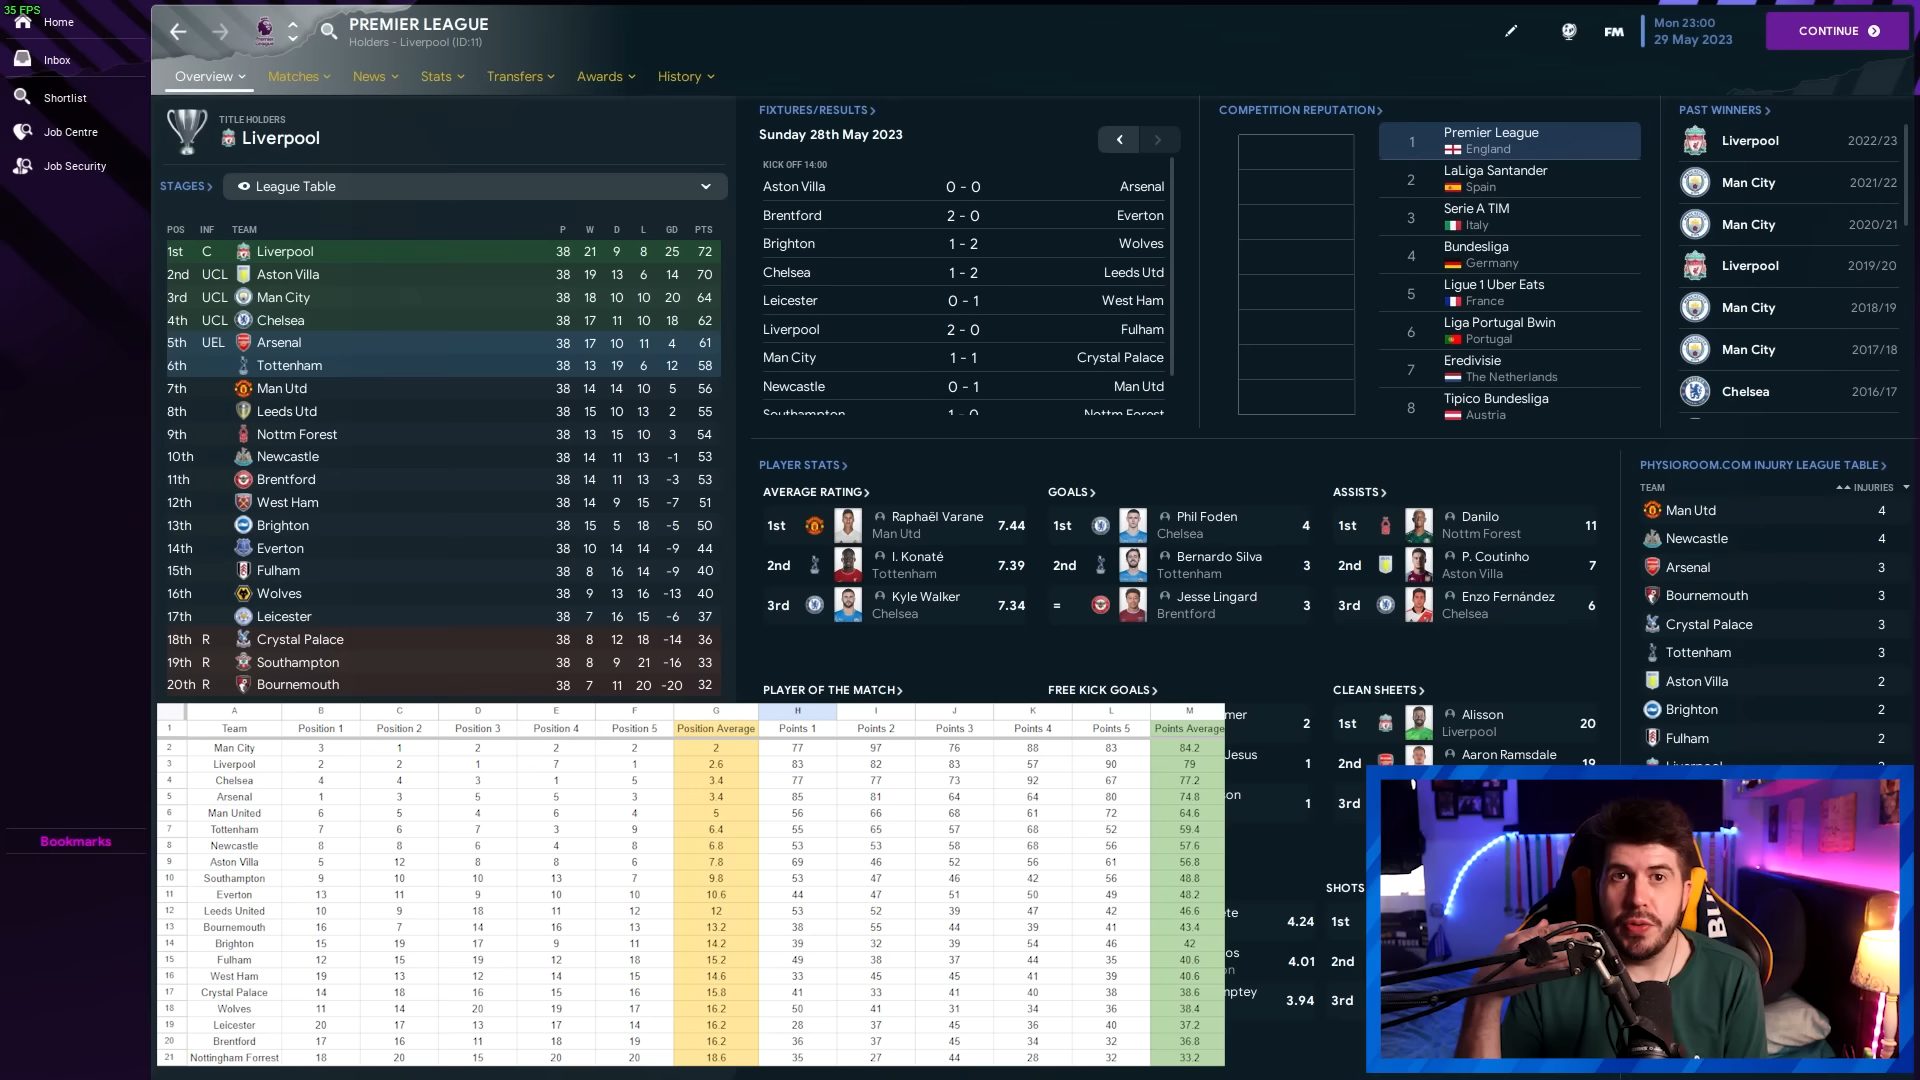 35 FPS
Home
Inbox
Shortlist
Job Centre
Job Security
Bookmarks
PREMIER LEAGUE
Holders - Liverpool (ID:11)
FM
Mon 23:00
29 May 2023
CONTINUE
Overview Matches News Stats Transfers Awards History
TITLE HOLDERS
Liverpool
STAGES League Table
POS INF TEAM P W D L GD PTS
1st C Liverpool 38 21 9 8 25 72
2nd UCL Aston Villa 38 19 13 6 14 70
3rd UCL Man City 38 18 10 10 20 64
4th UCL Chelsea 38 17 11 10 18 62
5th UEL Arsenal 38 17 10 11 4 61
6th Tottenham 38 13 19 6 12 58
7th Man Utd 38 14 14 10 5 56
8th Leeds Utd 38 15 10 13 2 55
9th Nottm Forest 38 13 15 10 3 54
10th Newcastle 38 14 11 13 -1 53
11th Brentford 38 14 11 13 -3 53
12th West Ham 38 14 9 15 -7 51
13th Brighton 38 15 5 18 -5 50
14th Everton 38 10 14 14 -9 44
15th Fulham 38 8 16 14 -9 40
16th Wolves 38 9 13 16 -13 40
17th Leicester 38 7 16 15 -6 37
18th R Crystal Palace 38 8 12 18 -14 36
19th R Southampton 38 8 9 21 -16 33
20th R Bournemouth 38 7 11 20 -20 32
FIXTURES/RESULTS
Sunday 28th May 2023
KICK OFF 14:00
Aston Villa 0 - 0 Arsenal
Brentford 2 - 0 Everton
Brighton 1 - 2 Wolves
Chelsea 1 - 2 Leeds Utd
Leicester 0 - 1 West Ham
Liverpool 2 - 0 Fulham
Man City 1 - 1 Crystal Palace
Newcastle 0 - 1 Man Utd
Southampton 1 - 0 Nottm Forest
COMPETITION REPUTATION
1 Premier League
England
2 LaLiga Santander
Spain
3 Serie A TIM
Italy
4 Bundesliga
Germany
5 Ligue 1 Uber Eats
France
6 Liga Portugal Bwin
Portugal
7 Eredivisie
The Netherlands
8 Tipico Bundesliga
Austria
PAST WINNERS
Liverpool 2022/23
Man City 2021/22
Man City 2020/21
Liverpool 2019/20
Man City 2018/19
Man City 2017/18
Chelsea 2016/17
PLAYER STATS
AVERAGE RATING
1st Raphaël Varane 7.44
Man Utd
2nd I. Konaté 7.39
Tottenham
3rd Kyle Walker 7.34
Chelsea
GOALS
1st Phil Foden 4
Chelsea
2nd Bernardo Silva 3
Tottenham
= Jesse Lingard 3
Brentford
ASSISTS
1st Danilo 11
Nottm Forest
2nd P. Coutinho 7
Aston Villa
3rd Enzo Fernández 6
Chelsea
PHYSIOROOM.COM INJURY LEAGUE TABLE
TEAM INJURIES
Man Utd 4
Newcastle 4
Arsenal 3
Bournemouth 3
Crystal Palace 3
Tottenham 3
Aston Villa 2
Brighton 2
Fulham 2
Liverpool 2
PLAYER OF THE MATCH
FREE KICK GOALS
mer 2
Jesus 1
son 1
CLEAN SHEETS
1st Alisson 20
Liverpool
2nd Aaron Ramsdale 19
3rd
te 4.24
os 4.01
n
mptey 3.94
SHOTS
1st
2nd
3rd
A B C D E F G H I J K L M
1 Team Position 1 Position 2 Position 3 Position 4 Position 5 Position Average Points 1 Points 2 Points 3 Points 4 Points 5 Points Average
2 Man City 3 1 2 2 2 2 77 97 76 88 83 84.2
3 Liverpool 2 2 1 7 1 2.6 83 82 83 57 90 79
4 Chelsea 4 4 3 1 5 3.4 77 77 73 92 67 77.2
5 Arsenal 1 3 5 5 3 3.4 85 81 64 64 80 74.8
6 Man United 6 5 4 6 4 5 56 66 68 61 72 64.6
7 Tottenham 7 6 7 3 9 6.4 55 65 57 68 52 59.4
8 Newcastle 8 8 6 4 8 6.8 53 53 58 68 56 57.6
9 Aston Villa 5 12 8 8 6 7.8 69 46 52 56 61 56.8
10 Southampton 9 10 10 13 7 9.8 53 47 46 42 56 48.8
11 Everton 13 11 9 10 10 10.6 44 47 51 50 49 48.2
12 Leeds United 10 9 18 11 12 12 53 52 39 47 42 46.6
13 Bournemouth 16 7 14 16 13 13.2 38 55 44 39 41 43.4
14 Brighton 15 19 17 9 11 14.2 39 32 39 54 46 42
15 Fulham 12 15 19 12 18 15.2 49 38 37 44 35 40.6
16 West Ham 19 13 12 14 15 14.6 33 45 45 41 39 40.6
17 Crystal Palace 14 18 16 15 16 15.8 41 33 41 40 38 38.6
18 Wolves 11 14 20 19 17 16.2 50 41 31 34 36 38.4
19 Leicester 20 17 13 17 14 16.2 28 37 45 36 40 37.2
20 Brentford 17 16 11 18 19 16.2 36 37 45 34 32 36.8
21 Nottingham Forrest 18 20 15 20 20 18.6 35 27 44 28 32 33.2